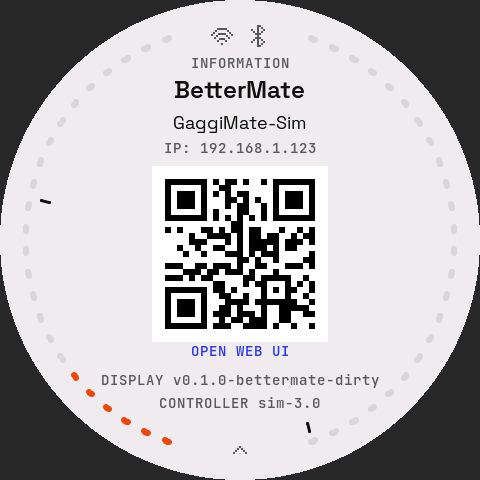 INFORMATION
BetterMate
GaggiMate-Sim
IP: 192.168.1.123
OPEN WEB UI
DISPLAY v0.1.0-bettermate-dirty
CONTROLLER sim-3.0